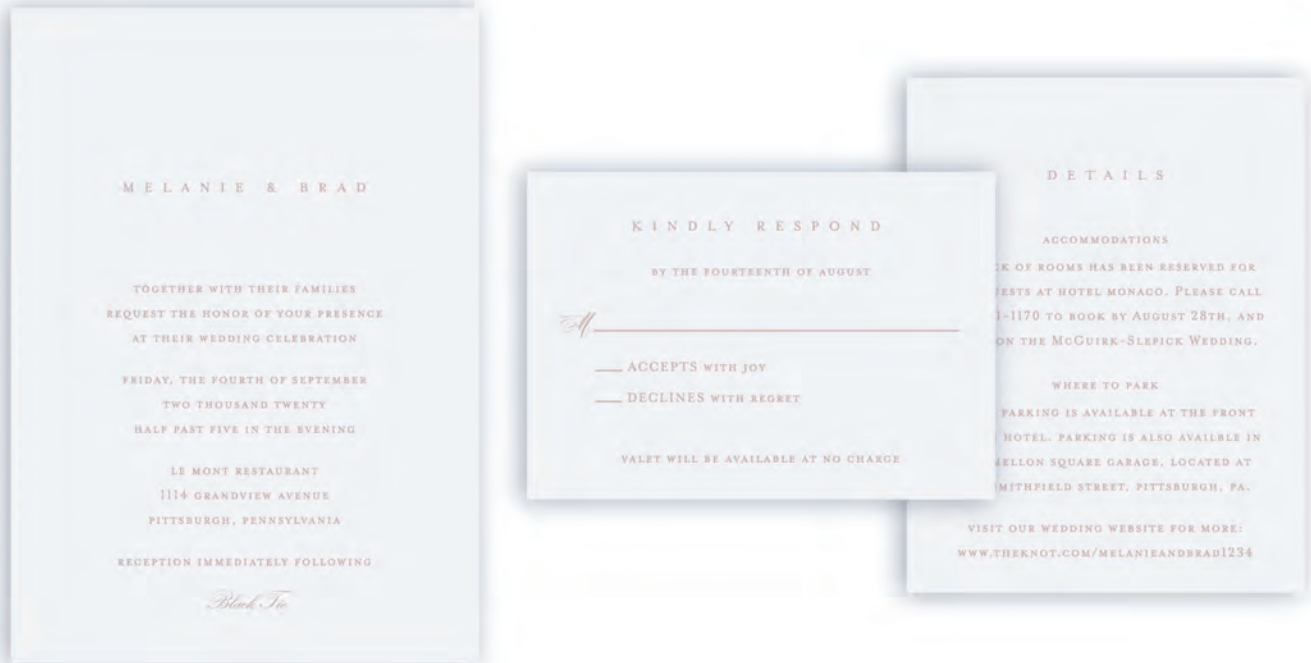 MELANIE & BRAD
TOGETHER WITH THEIR FAMILIES
REQUEST THE HONOR OF YOUR PRESENCE
AT THEIR WEDDING CELEBRATION
FRIDAY, THE FOURTH OF SEPTEMBER
TWO THOUSAND TWENTY
HALF PAST FIVE IN THE EVENING
LE MONT RESTAURANT
1114 GRANDVIEW AVENUE
PITTSBURGH, PENNSYLVANIA
RECEPTION IMMEDIATELY FOLLOWING
Black Tie
KINDLY RESPOND
BY THE FOURTEENTH OF AUGUST
M
ACCEPTS WITH JOY
DECLINES WITH REGRET
VALET WILL BE AVAILABLE AT NO CHARGE
DETAILS
ACCOMMODATIONS
CK OF ROOMS HAS BEEN RESERVED FOR
ESTS AT HOTEL MONACO. PLEASE CALL
1-1170 TO BOOK BY AUGUST 28TH, AND
ON THE MCGUIRK-SLEPICK WEDDING.
WHERE TO PARK
PARKING IS AVAILABLE AT THE FRONT
HOTEL. PARKING IS ALSO AVAILBLE IN
MELLON SQUARE GARAGE, LOCATED AT
MITHFIELD STREET, PITTSBURGH, PA.
VISIT OUR WEDDING WEBSITE FOR MORE:
WWW.THEKNOT.COM/MELANIEANDBRAD1234